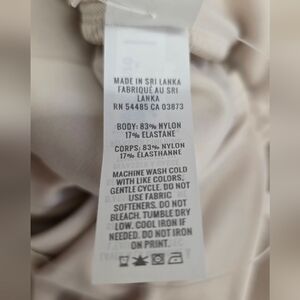 MADE IN SRI LANKA
FABRIQUÉ AU SRI
LANKA
RN 54485 CA 03873
BODY: 83% NYLON
17% ELASTANE
CORPS: 83% NYLON
17% ÉLASTHANNE
MACHINE WASH COLD
WITH LIKE COLORS,
GENTLE CYCLE. DO NOT
USE FABRIC
SOFTENERS. DO NOT
BLEACH. TUMBLE DRY
LOW. COOL IRON IF
NEEDED. DO NOT IRON
ON PRINT.